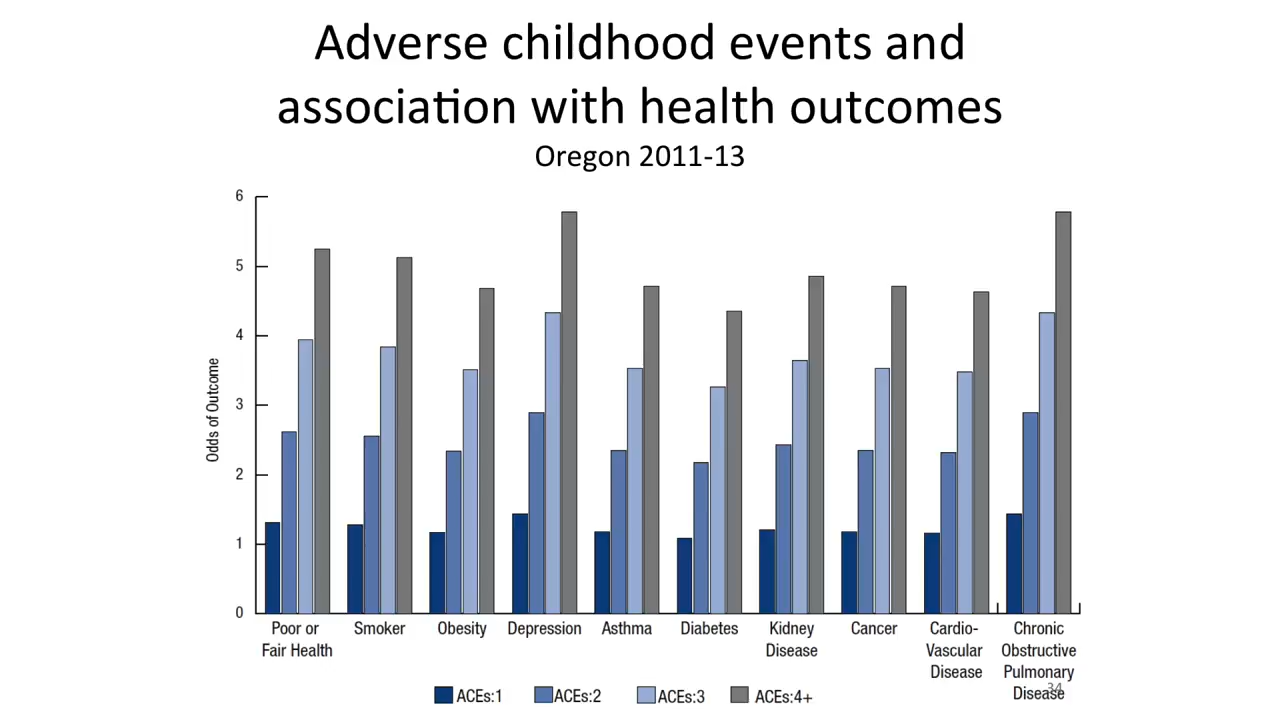 Adverse childhood events and
association with health outcomes
Oregon 2011-13
6
5
4
3
2
1
0
Odds of Outcome
Poor or
Fair Health
Smoker
Obesity
Depression
Asthma
Diabetes
Kidney
Disease
Cancer
Cardio-
Vascular
Disease
Chronic
Obstructive
Pulmonary
Disease
34
ACEs:1
ACEs:2
ACEs:3
ACEs:4+